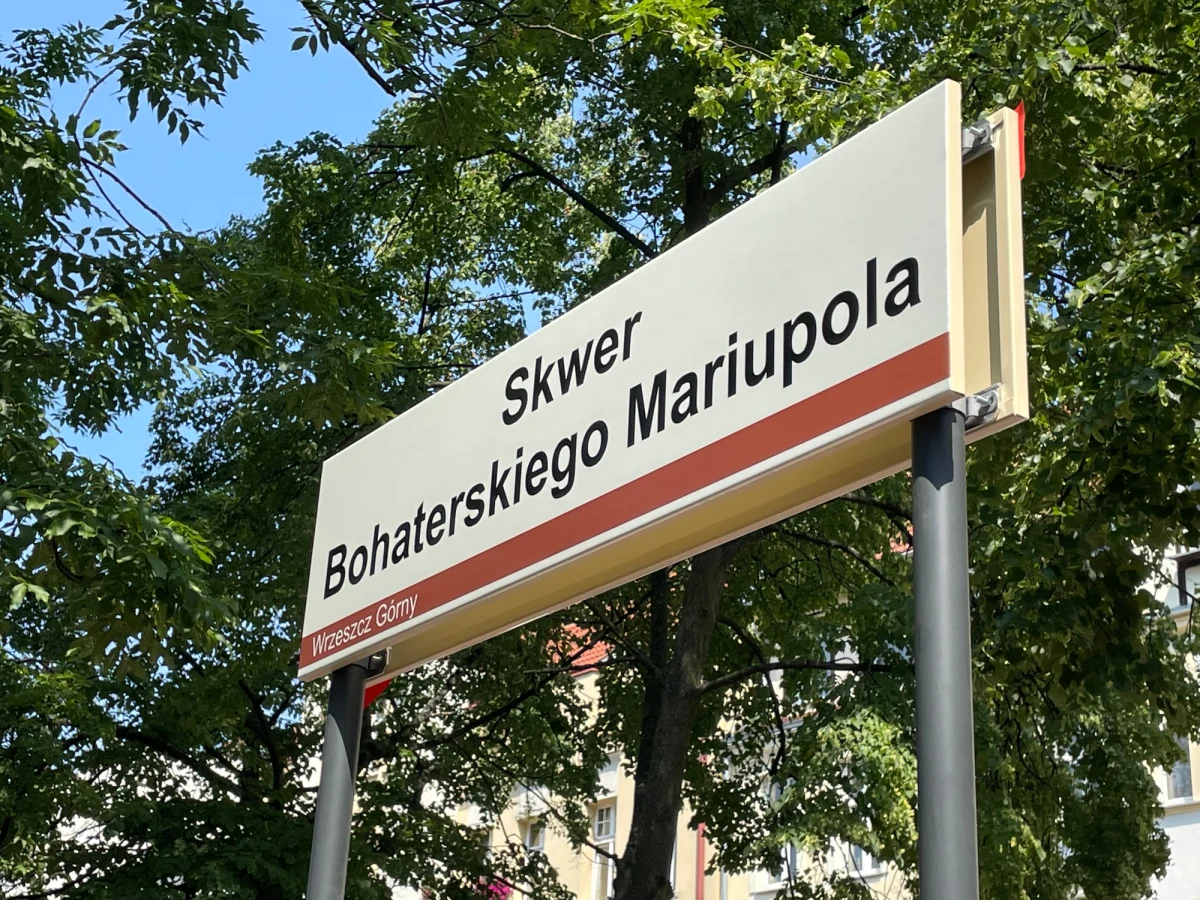 Skwer
Bohaterskiego Mariupola
Wrzeszcz Górny